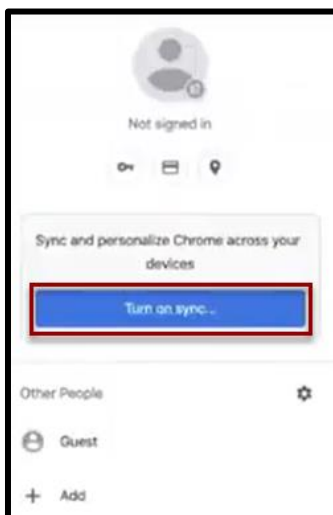 Not signed in
Sync and personalize Chrome across your
devices
Turn on sync...
Other People
Guest
Add